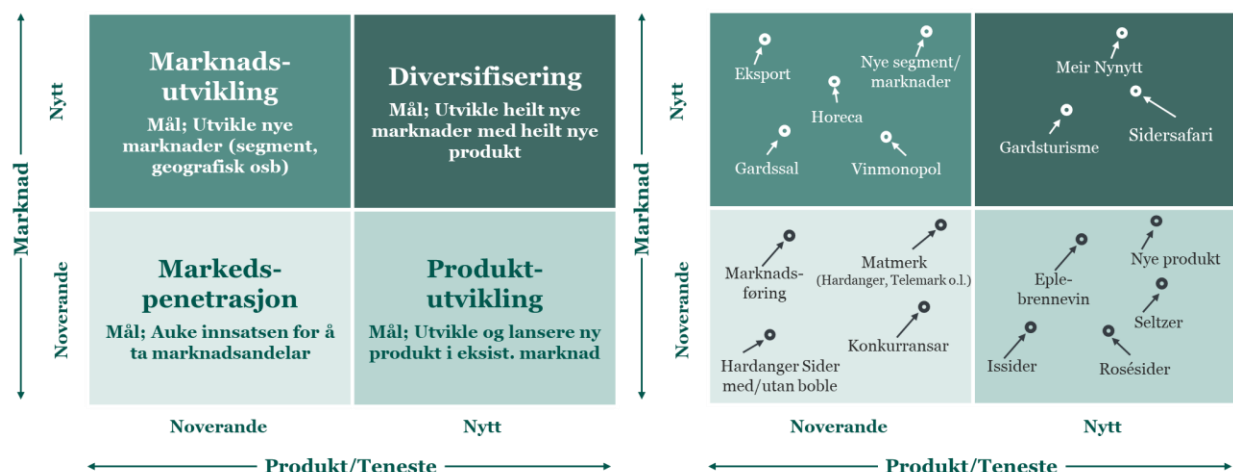 Marknad
Nytt
Noverande
Marknads-
utvikling
Mål; Utvikle nye
marknader (segment,
geografisk osb)
Diversifisering
Mål; Utvikle heilt nye
marknader med heilt nye
produkt
Markeds-
penetrasjon
Mål; Auke innsatsen for å
ta marknadsandelar
Produkt-
utvikling
Mål; Utvikle og lansere ny
produkt i eksist. marknad
Noverande
Nytt
Produkt/Teneste
Marknad
Nytt
Noverande
Eksport
Nye segment/
marknader
Horeca
Gardssal
Vinmonopol
Meir Nynytt
Gardsturisme
Sidersafari
Marknads-
føring
Matmerk
(Hardanger, Telemark o.l.)
Konkurransar
Hardanger Sider
med/utan boble
Nye produkt
Eple-
brennevin
Seltzer
Issider
Rosésider
Noverande
Nytt
Produkt/Teneste